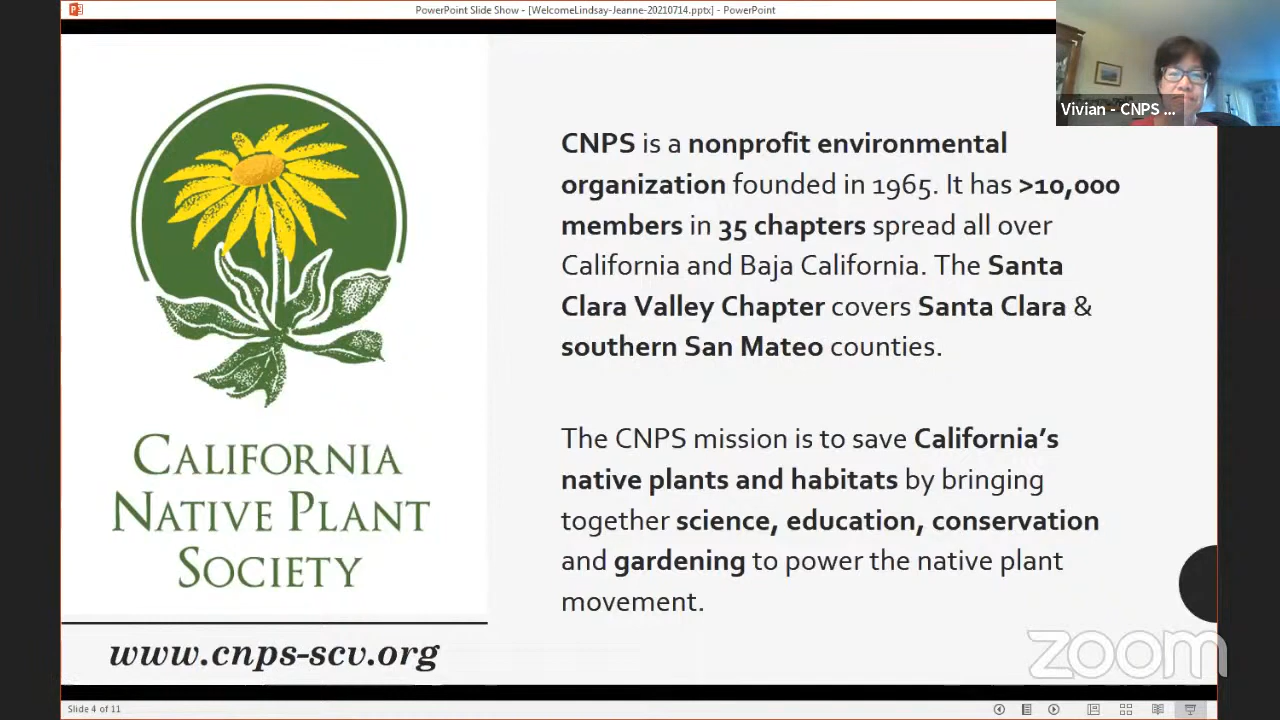 PowerPoint Slide Show - [WelcomeLindsay-Jeanne-20210714.pptx] - PowerPoint
Vivian - CNPS ...
CNPS is a nonprofit environmental
organization founded in 1965. It has >10,000
members in 35 chapters spread all over
California and Baja California. The Santa
Clara Valley Chapter covers Santa Clara &
southern San Mateo counties.
The CNPS mission is to save California’s
native plants and habitats by bringing
together science, education, conservation
and gardening to power the native plant
movement.
CALIFORNIA
NATIVE PLANT
SOCIETY
www.cnps-scv.org
zoom
Slide 4 of 11